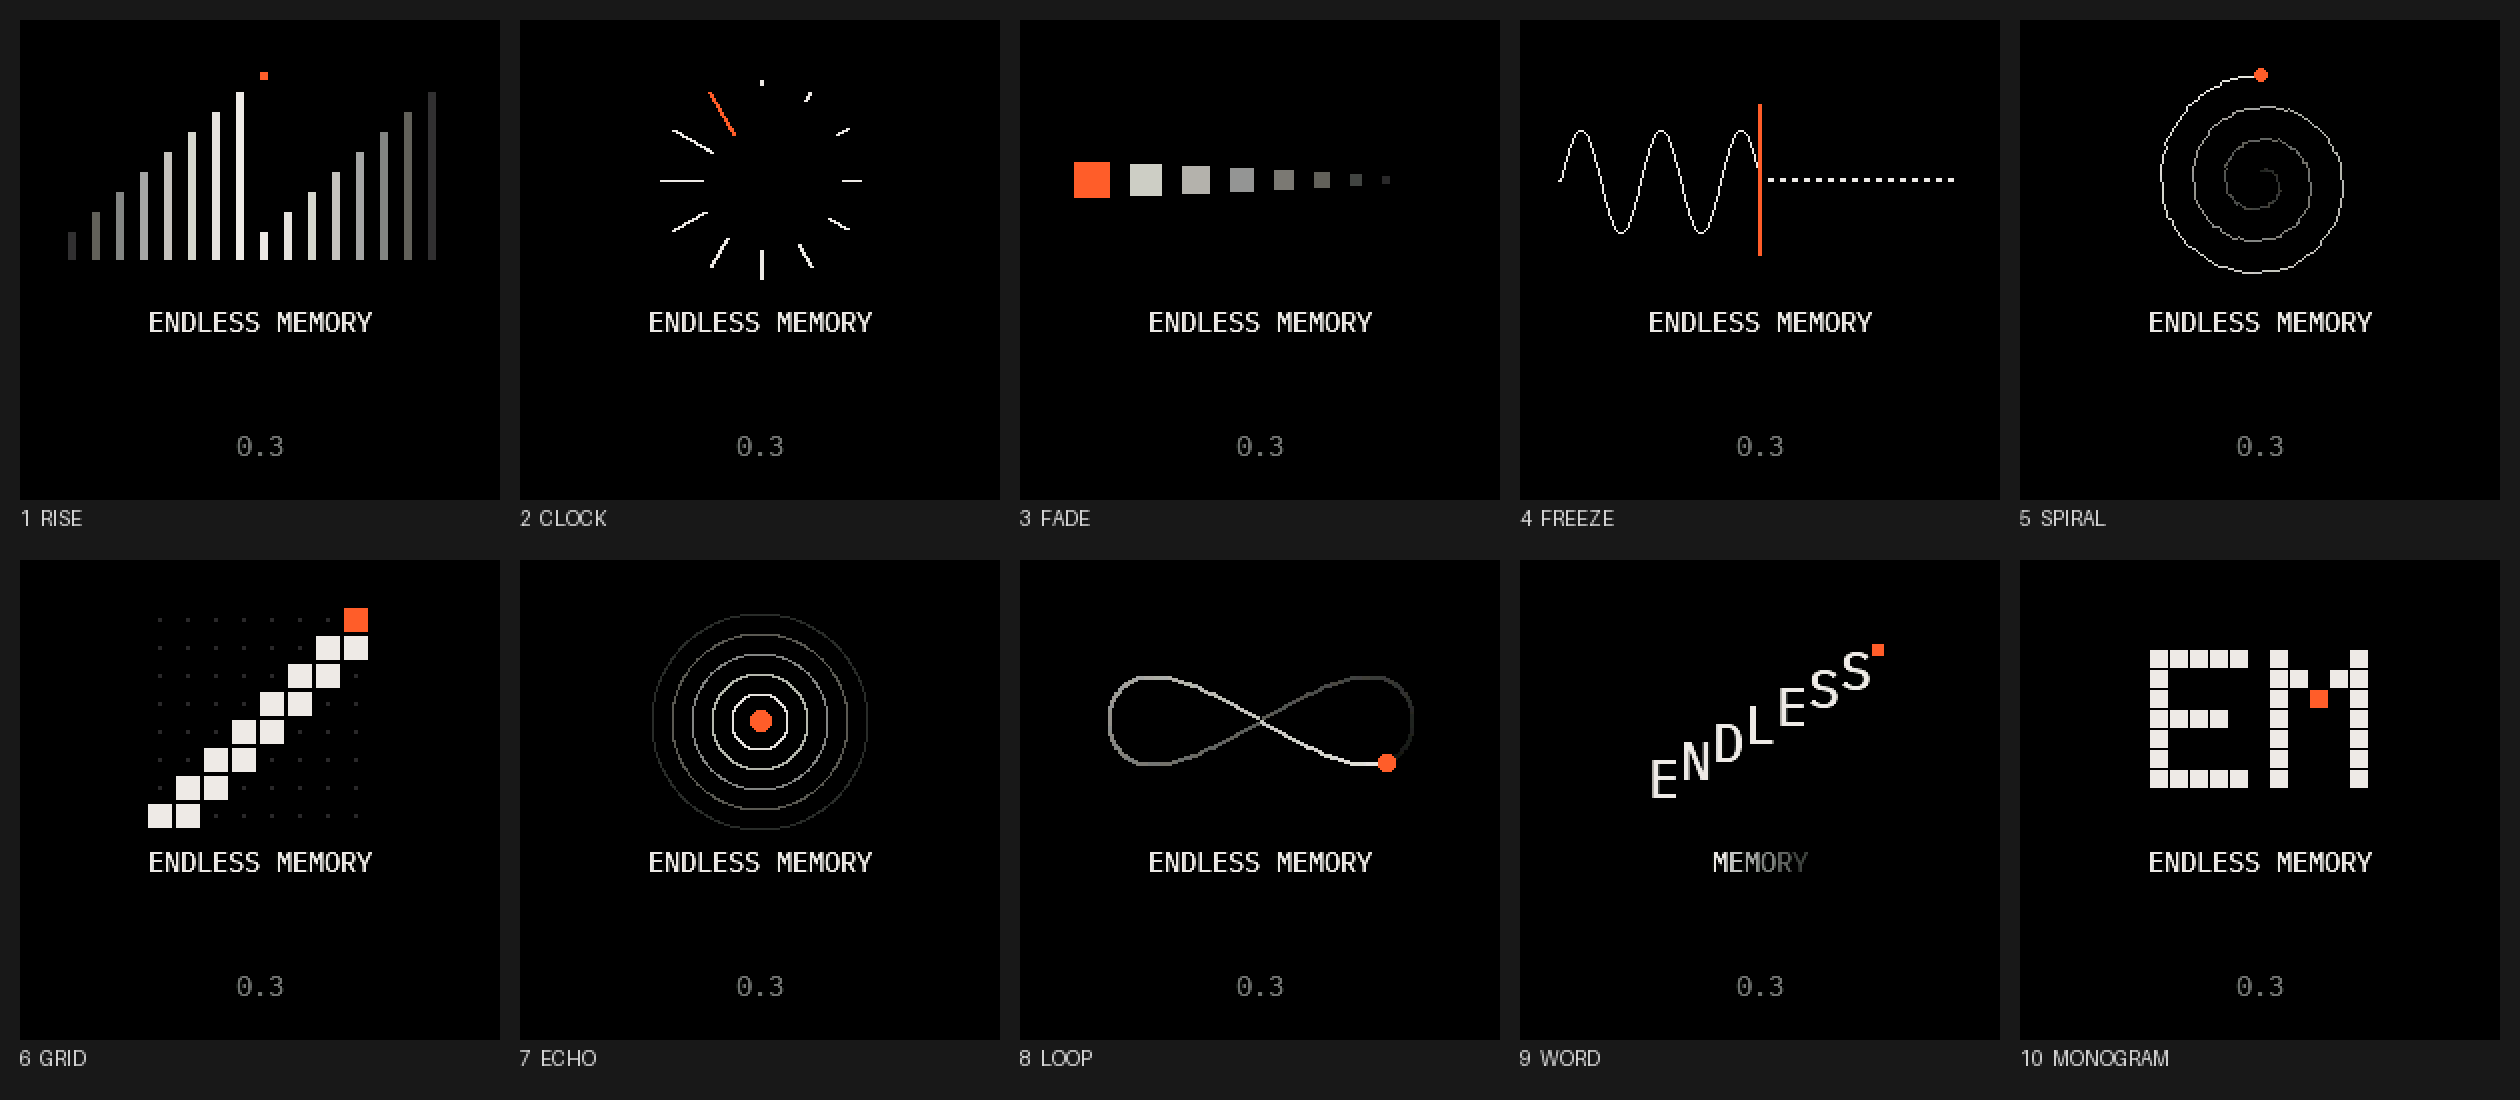 ENDLESS MEMORY
0.3
1 RISE
ENDLESS MEMORY
0.3
2 CLOCK
ENDLESS MEMORY
0.3
3 FADE
ENDLESS MEMORY
0.3
4 FREEZE
ENDLESS MEMORY
0.3
5 SPIRAL
ENDLESS MEMORY
0.3
6 GRID
ENDLESS MEMORY
0.3
7 ECHO
ENDLESS MEMORY
0.3
8 LOOP
ENDLESS
MEMORY
0.3
9 WORD
EM
ENDLESS MEMORY
0.3
10 MONOGRAM